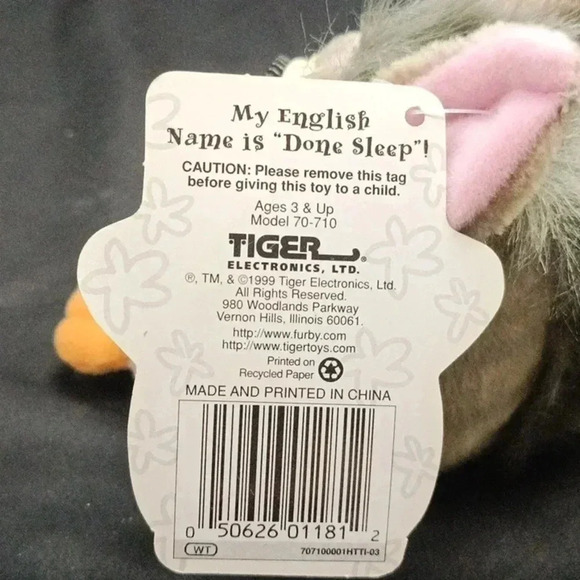 My English
Name is "Done Sleep"!
CAUTION: Please remove this tag
before giving this toy to a child.
Ages 3 & Up
Model 70-710
TIGER®
ELECTRONICS, LTD.
®, TM, & ©1999 Tiger Electronics, Ltd.
All Rights Reserved.
980 Woodlands Parkway
Vernon Hills, Illinois 60061.
http://www.furby.com
http://www.tigertoys.com
Printed on
Recycled Paper
MADE AND PRINTED IN CHINA
0 50626 01181 2
WT 707100001HTTI-03